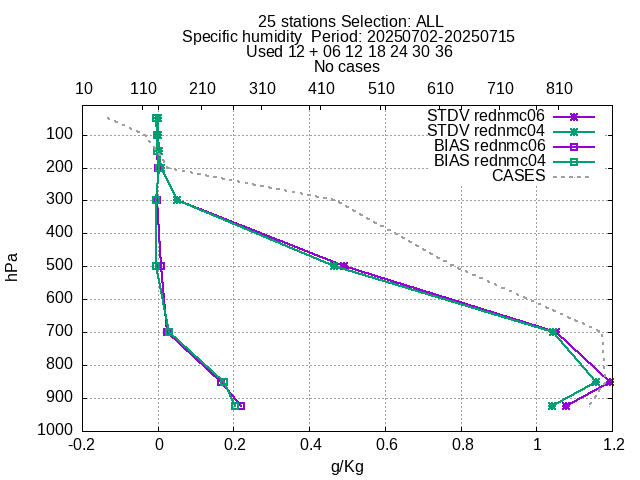 25 stations Selection: ALL
Specific humidity  Period: 20250702-20250715
Used 12 + 06 12 18 24 30 36
No cases
10 110 210 310 410 510 610 710 810
STDV rednmc06
STDV rednmc04
BIAS rednmc06
BIAS rednmc04
CASES
100
200
300
400
500
600
700
800
900
1000
hPa
-0.2 0 0.2 0.4 0.6 0.8 1 1.2
g/Kg